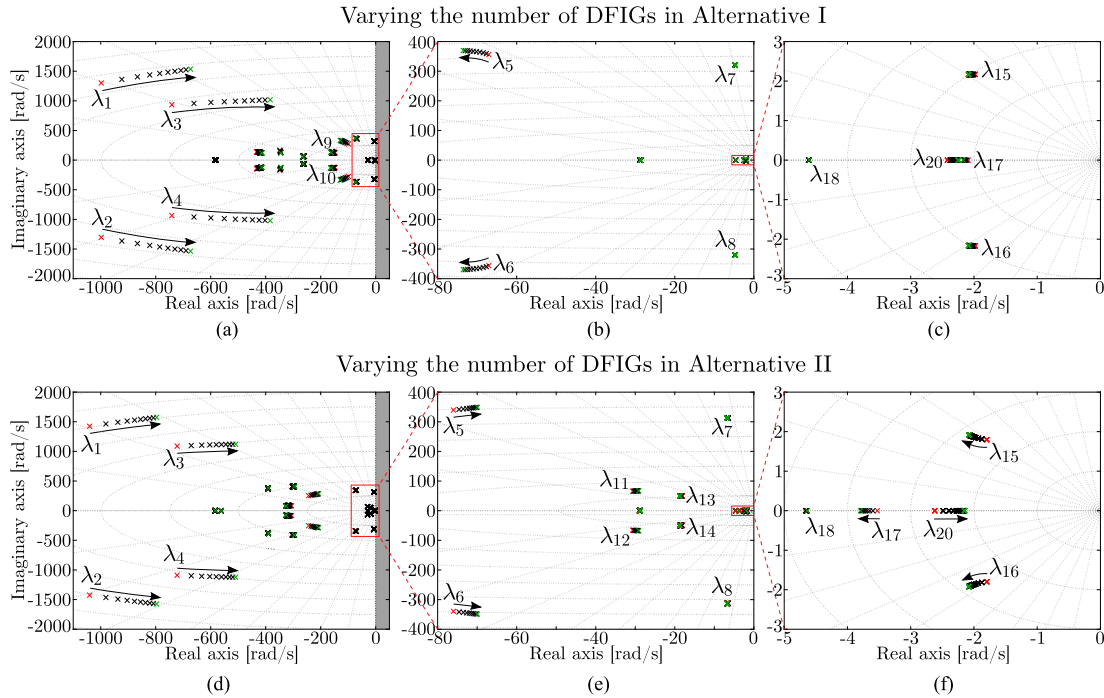 Varying the number of DFIGs in Alternative I
Imaginary axis [rad/s]
2000
1500
1000
500
0
-500
-1000
-1500
-2000
λ1
λ3
λ9
λ10
λ4
λ2
-1000 -800 -600 -400 -200 0
Real axis [rad/s]
(a)
400
300
200
100
0
-100
-200
-300
-400
λ5
λ7
λ8
λ6
-80 -70 -60 -50 -40 -30 -20 -10 0
Real axis [rad/s]
(b)
3
2
1
0
-1
-2
-3
λ15
λ20
λ17
λ18
λ16
-5 -4 -3 -2 -1 0
Real axis [rad/s]
(c)
Varying the number of DFIGs in Alternative II
Imaginary axis [rad/s]
2000
1500
1000
500
0
-500
-1000
-1500
-2000
λ1
λ3
λ4
λ2
-1000 -800 -600 -400 -200 0
Real axis [rad/s]
(d)
400
300
200
100
0
-100
-200
-300
-400
λ5
λ7
λ11
λ13
λ12
λ14
λ6
λ8
-80 -70 -60 -50 -40 -30 -20 -10 0
Real axis [rad/s]
(e)
3
2
1
0
-1
-2
-3
λ15
λ18
λ17
λ20
λ16
-5 -4 -3 -2 -1 0
Real axis [rad/s]
(f)